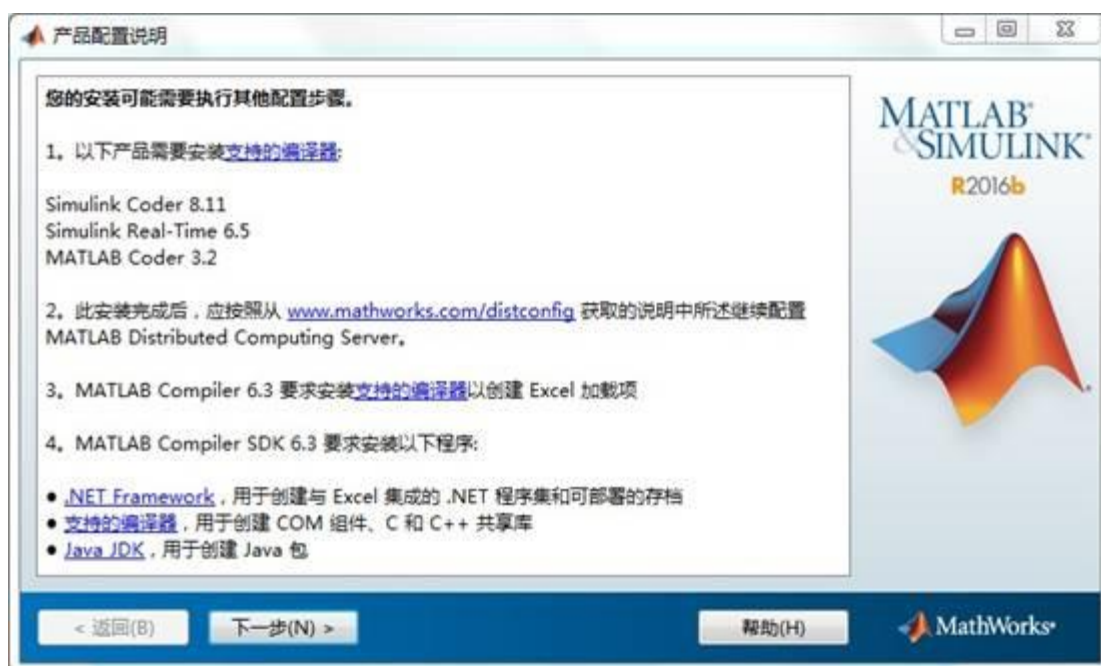 产品配置说明
您的安装可能需要执行其他配置步骤。
1。以下产品需要安装支持的编译器:
Simulink Coder 8.11
Simulink Real-Time 6.5
MATLAB Coder 3.2
2。此安装完成后，应按照从 www.mathworks.com/distconfig 获取的说明中所述继续配置
MATLAB Distributed Computing Server。
3。MATLAB Compiler 6.3 要求安装支持的编译器以创建 Excel 加载项
4。MATLAB Compiler SDK 6.3 要求安装以下程序:
● .NET Framework，用于创建与 Excel 集成的 .NET 程序集和可部署的存档
● 支持的编译器，用于创建 COM 组件、C 和 C++ 共享库
● Java JDK，用于创建 Java 包
MATLAB®
&SIMULINK®
R2016b
< 返回(B)
下一步(N) >
帮助(H)
MathWorks®